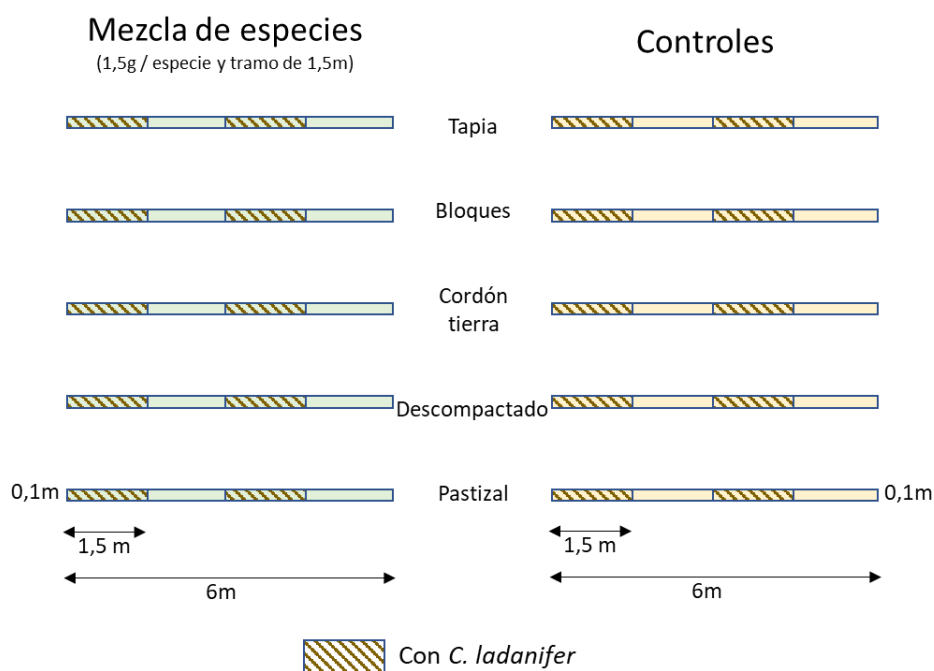 Mezcla de especies
(1,5g / especie y tramo de 1,5m)
Controles
Tapia
Bloques
Cordón
tierra
Descompactado
0,1m
Pastizal
0,1m
1,5 m
1,5 m
6m
6m
Con C. ladanifer